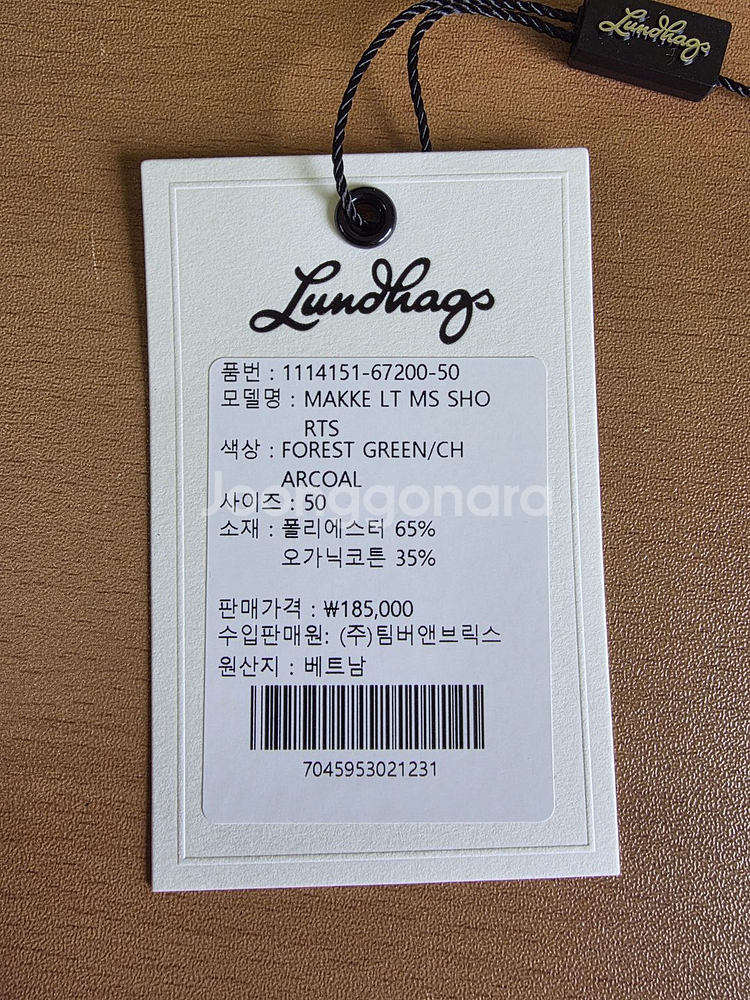 Lundhags
Lundhags
품번 : 1114151-67200-50
모델명 : MAKKE LT MS SHO
RTS
색상 : FOREST GREEN/CH
ARCOAL
Joonggonara
사이즈 : 50
소재 : 폴리에스터 65%
오가닉코튼 35%
판매가격 : ₩185,000
수입판매원: (주)팀버앤브릭스
원산지 : 베트남
7045953021231